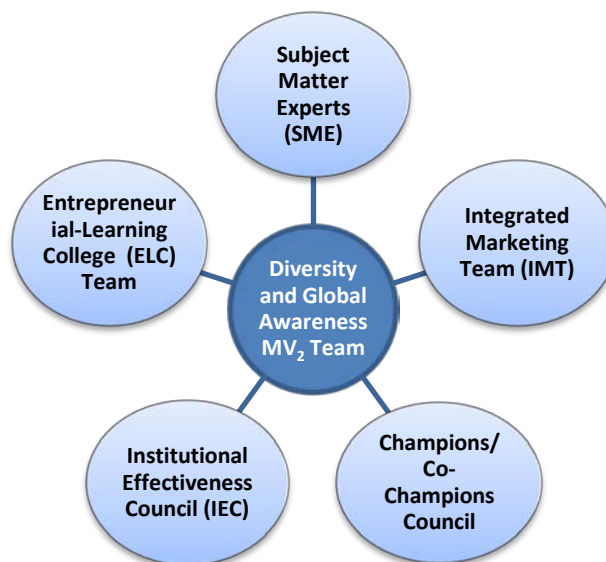 Subject
Matter
Experts
(SME)
Entrepreneur
ial-Learning
College (ELC)
Team
Integrated
Marketing
Team (IMT)
Diversity
and Global
Awareness
MV₂ Team
Institutional
Effectiveness
Council (IEC)
Champions/
Co-
Champions
Council